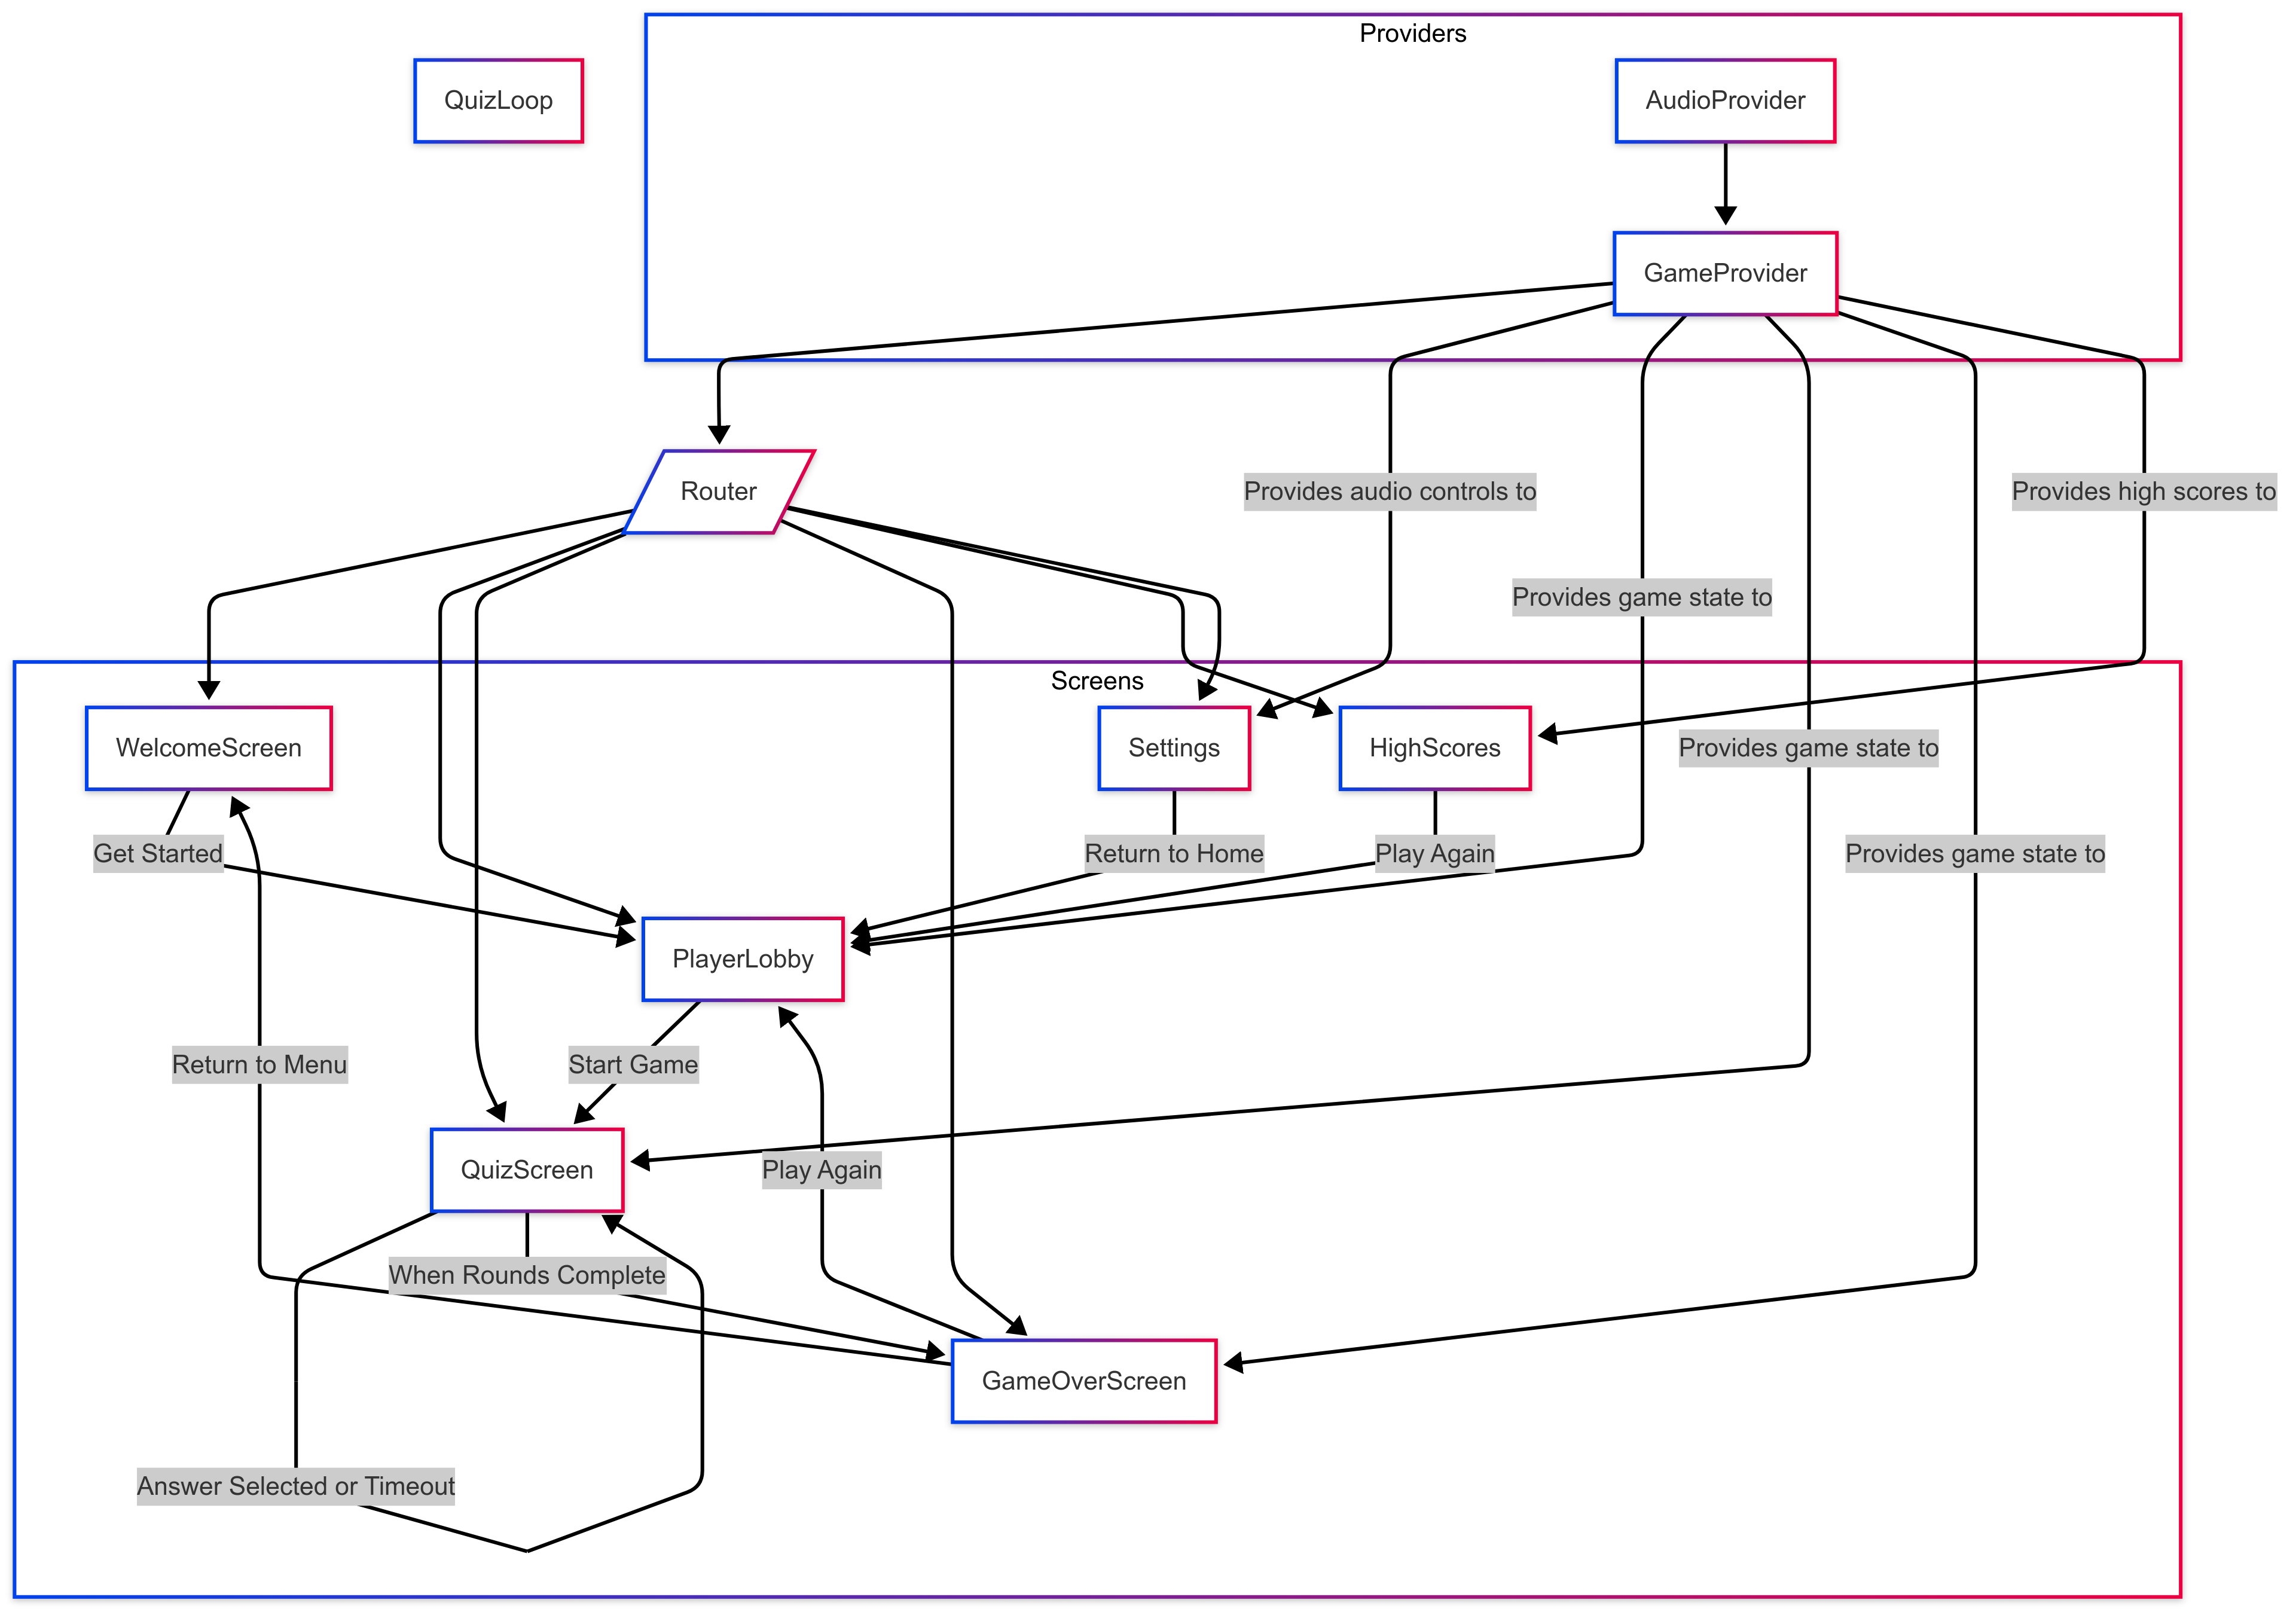 Providers
QuizLoop
AudioProvider
GameProvider
Router
Provides audio controls to
Provides high scores to
Provides game state to
Screens
WelcomeScreen
Settings
HighScores
Provides game state to
Get Started
Return to Home
Play Again
Provides game state to
PlayerLobby
Return to Menu
Start Game
QuizScreen
Play Again
When Rounds Complete
GameOverScreen
Answer Selected or Timeout